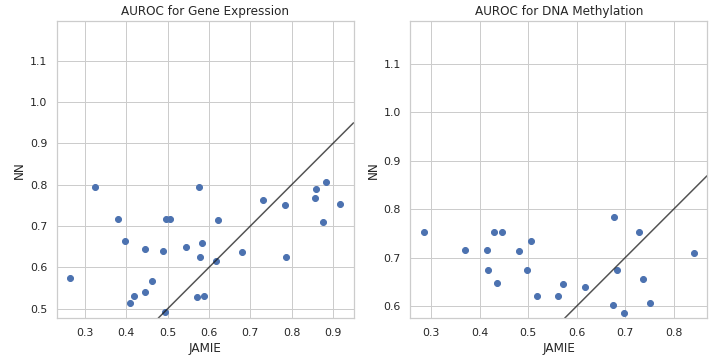 AUROC for Gene Expression
1.1
1.0
0.9
0.8
0.7
0.6
0.5
NN
0.3 0.4 0.5 0.6 0.7 0.8 0.9
JAMIE
AUROC for DNA Methylation
1.1
1.0
0.9
0.8
0.7
0.6
NN
0.3 0.4 0.5 0.6 0.7 0.8
JAMIE